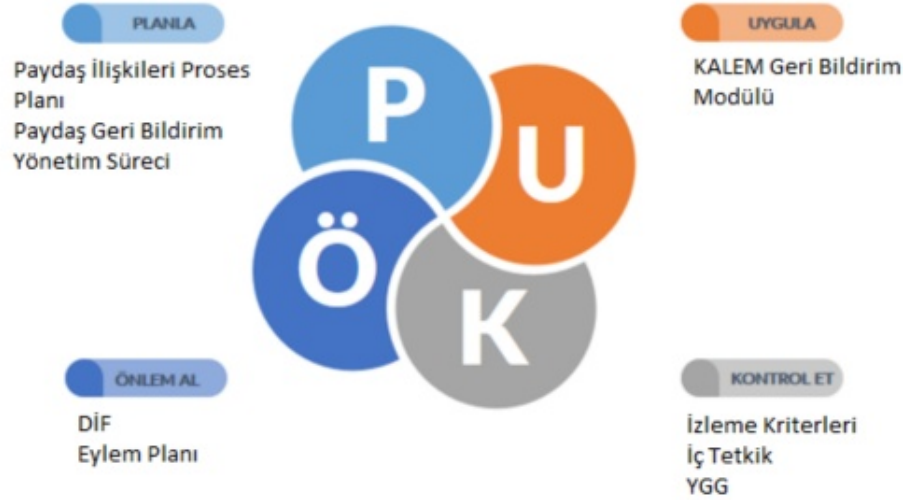 PLANLA
Paydaş İlişkileri Proses
Planı
Paydaş Geri Bildirim
Yönetim Süreci
UYGULA
KALEM Geri Bildirim
Modülü
P
U
Ö
K
ÖNLEM AL
DİF
Eylem Planı
KONTROL ET
İzleme Kriterleri
İç Tetkik
YGG